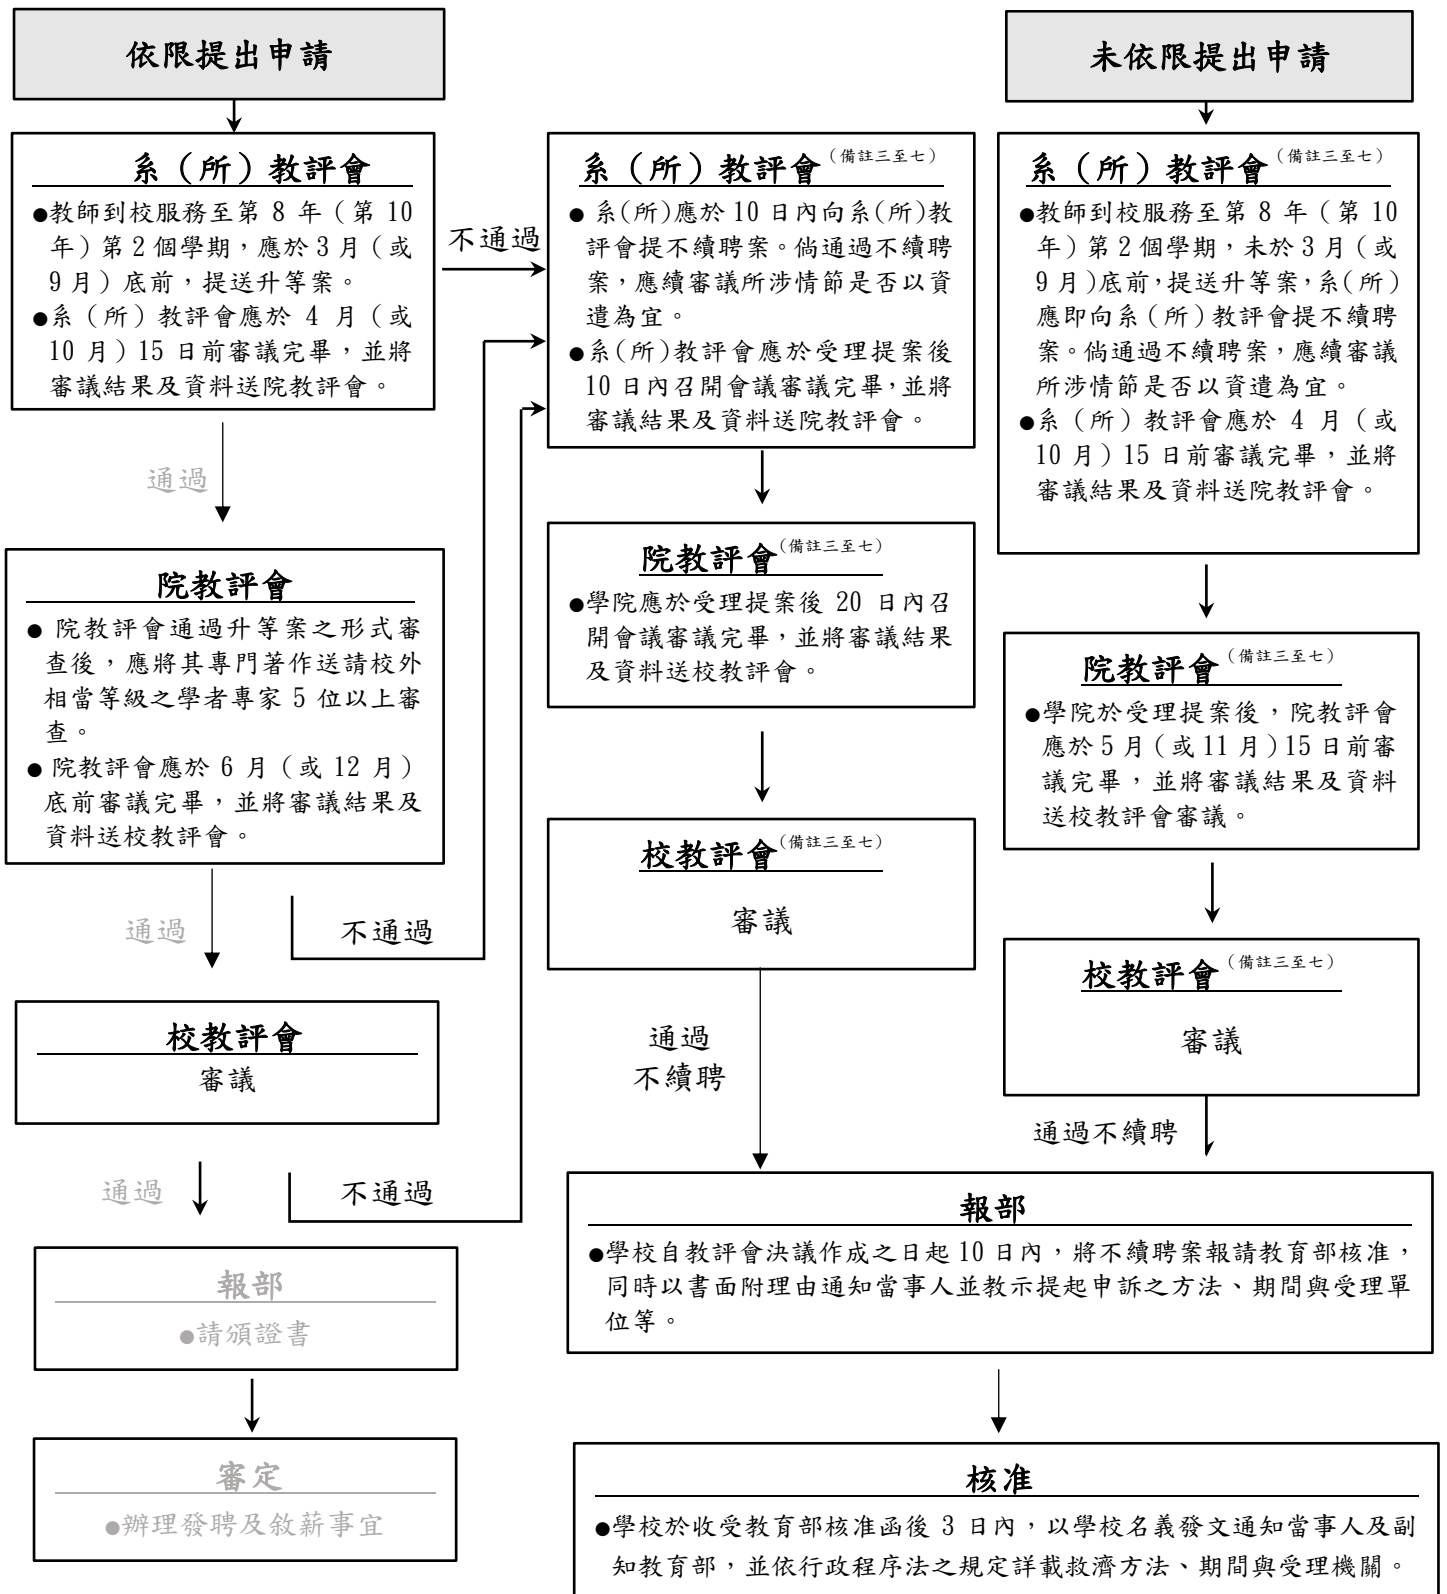 依限提出申請
系（所）教評會
●教師到校服務至第 8 年（第 10
年）第 2 個學期，應於 3 月（或
9 月）底前，提送升等案。
●系（所）教評會應於 4 月（或
10 月）15 日前審議完畢，並將
審議結果及資料送院教評會。
通過
不通過
院教評會
● 院教評會通過升等案之形式審
查後，應將其專門著作送請校外
相當等級之學者專家 5 位以上審
查。
● 院教評會應於 6 月（或 12 月）
底前審議完畢，並將審議結果及
資料送校教評會。
通過
不通過
校教評會
審議
通過
不通過
報部
●請頒證書
審定
●辦理發聘及敘薪事宜
系（所）教評會（備註三至七）
● 系(所)應於 10 日內向系(所)教
評會提不續聘案。倘通過不續聘
案，應續審議所涉情節是否以資
遣為宜。
●系(所)教評會應於受理提案後
10 日內召開會議審議完畢，並將
審議結果及資料送院教評會。
院教評會（備註三至七）
●學院應於受理提案後 20 日內召
開會議審議完畢，並將審議結果
及資料送校教評會。
校教評會（備註三至七）
審議
通過
不續聘
未依限提出申請
系（所）教評會（備註三至七）
●教師到校服務至第 8 年（第 10
年）第 2 個學期，未於 3 月（或
9 月）底前，提送升等案，系(所)
應即向系（所）教評會提不續聘
案。倘通過不續聘案，應續審議
所涉情節是否以資遣為宜。
●系（所）教評會應於 4 月（或
10 月）15 日前審議完畢，並將
審議結果及資料送院教評會。
院教評會（備註三至七）
●學院於受理提案後，院教評會
應於 5 月（或 11 月）15 日前審
議完畢，並將審議結果及資料
送校教評會審議。
校教評會（備註三至七）
審議
通過不續聘
報部
●學校自教評會決議作成之日起 10 日內，將不續聘案報請教育部核准，
同時以書面附理由通知當事人並教示提起申訴之方法、期間與受理單
位等。
核准
●學校於收受教育部核准函後 3 日內，以學校名義發文通知當事人及副
知教育部，並依行政程序法之規定詳載救濟方法、期間與受理機關。